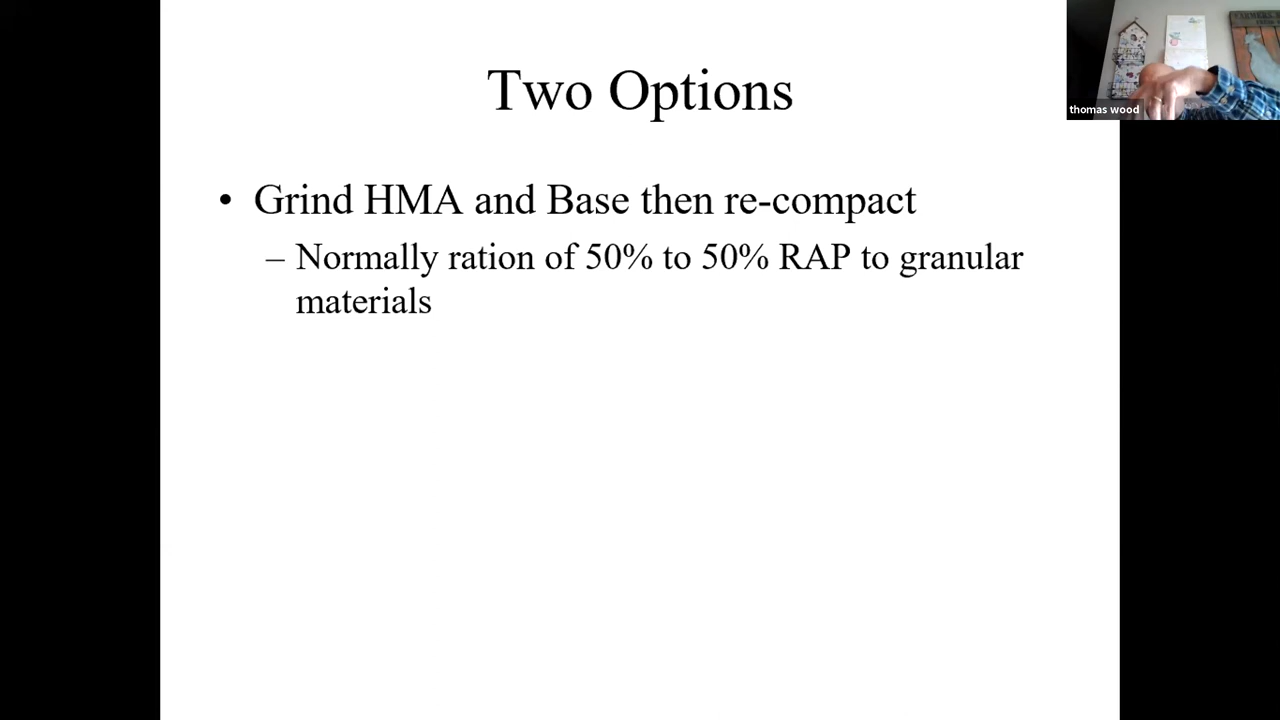 Two Options
• Grind HMA and Base then re-compact
– Normally ration of 50% to 50% RAP to granular
materials
thomas wood